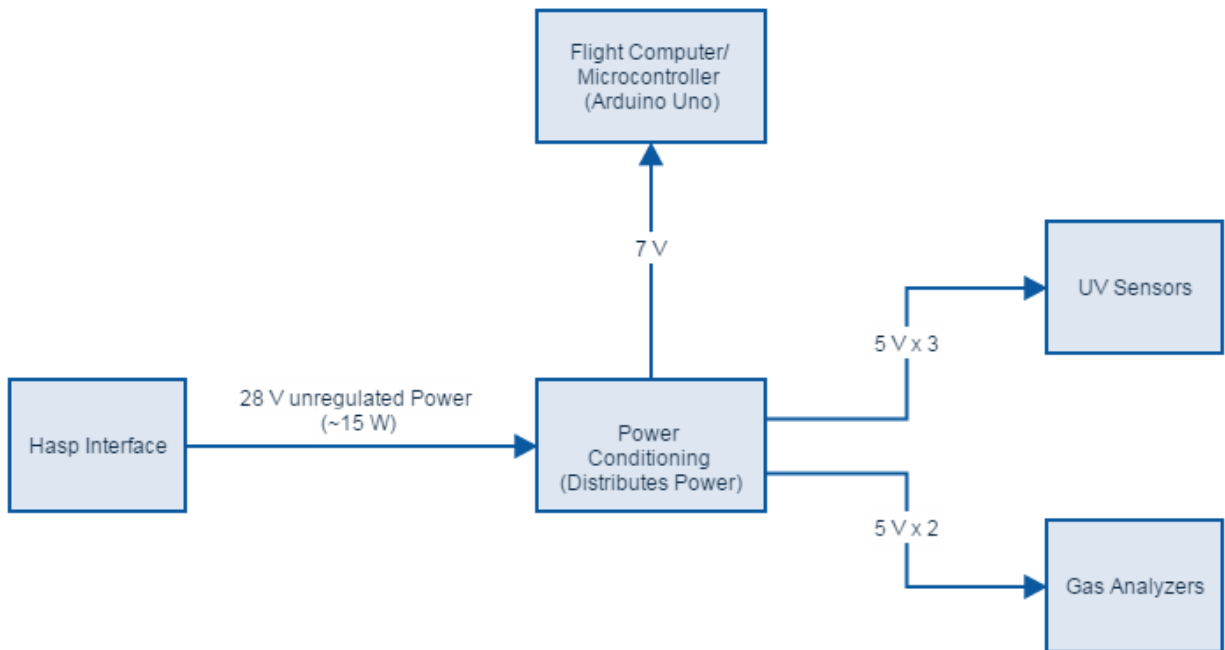 Flight Computer/
Microcontroller
(Arduino Uno)
7 V
UV Sensors
5 V x 3
28 V unregulated Power
(~15 W)
Hasp Interface
Power
Conditioning
(Distributes Power)
5 V x 2
Gas Analyzers